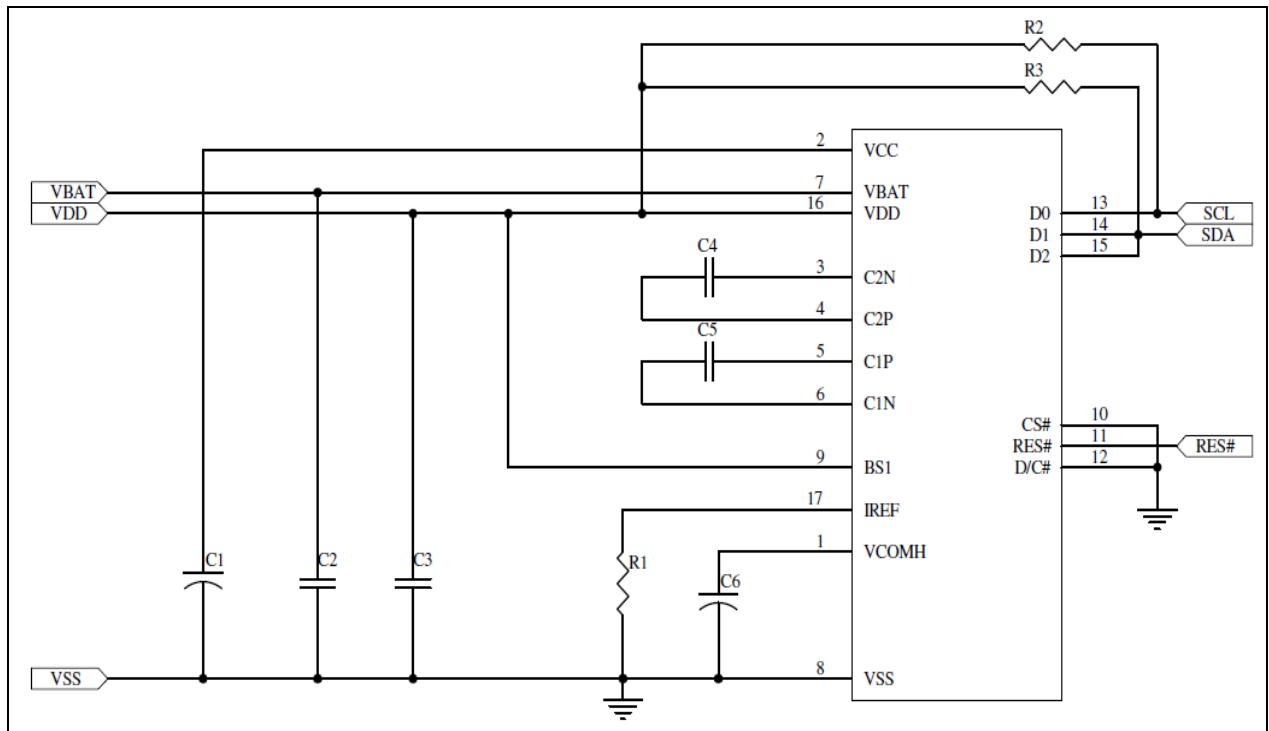 R2
R3
2 VCC
VBAT 7 VBAT
VDD 16 VDD
D0 13 SCL
D1 14 SDA
D2 15
C4
3 C2N
4 C2P
C5
5 C1P
6 C1N
CS# 10
RES# 11 RES#
D/C# 12
9 BS1
17 IREF
1 VCOMH
C1
C2
C3
R1
C6
VSS 8 VSS